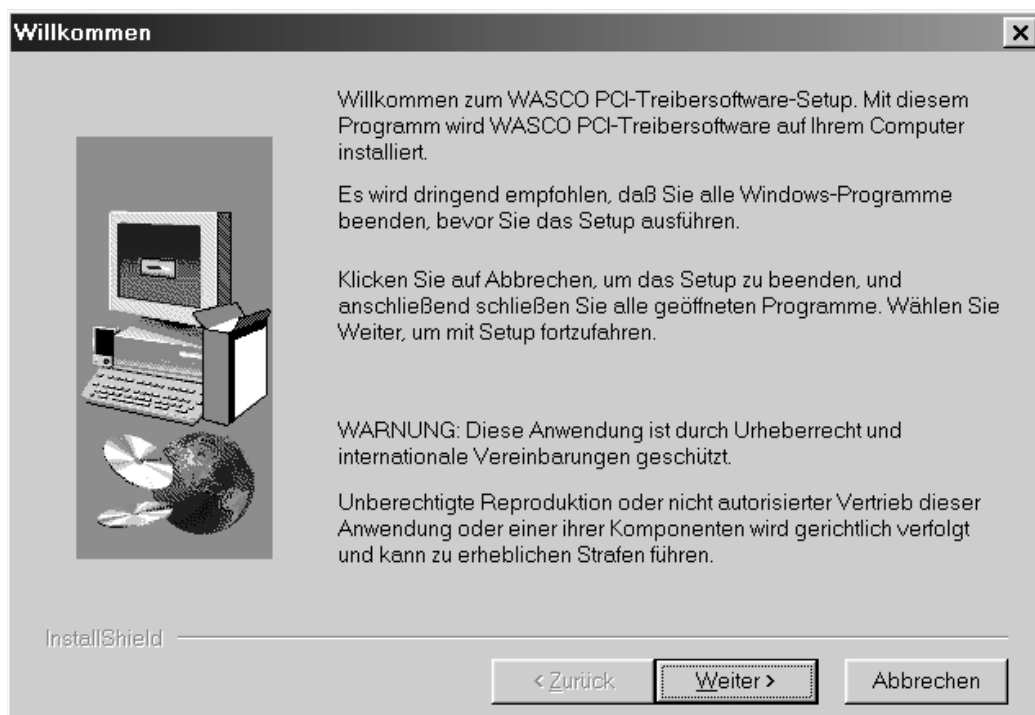 Willkommen
Willkommen zum WASCO PCI-Treibersoftware-Setup. Mit diesem
Programm wird WASCO PCI-Treibersoftware auf Ihrem Computer
installiert.
Es wird dringend empfohlen, daß Sie alle Windows-Programme
beenden, bevor Sie das Setup ausführen.
Klicken Sie auf Abbrechen, um das Setup zu beenden, und
anschließend schließen Sie alle geöffneten Programme. Wählen Sie
Weiter, um mit Setup fortzufahren.
WARNUNG: Diese Anwendung ist durch Urheberrecht und
internationale Vereinbarungen geschützt.
Unberechtigte Reproduktion oder nicht autorisierter Vertrieb dieser
Anwendung oder einer ihrer Komponenten wird gerichtlich verfolgt
und kann zu erheblichen Strafen führen.
InstallShield
< Zurück Weiter > Abbrechen